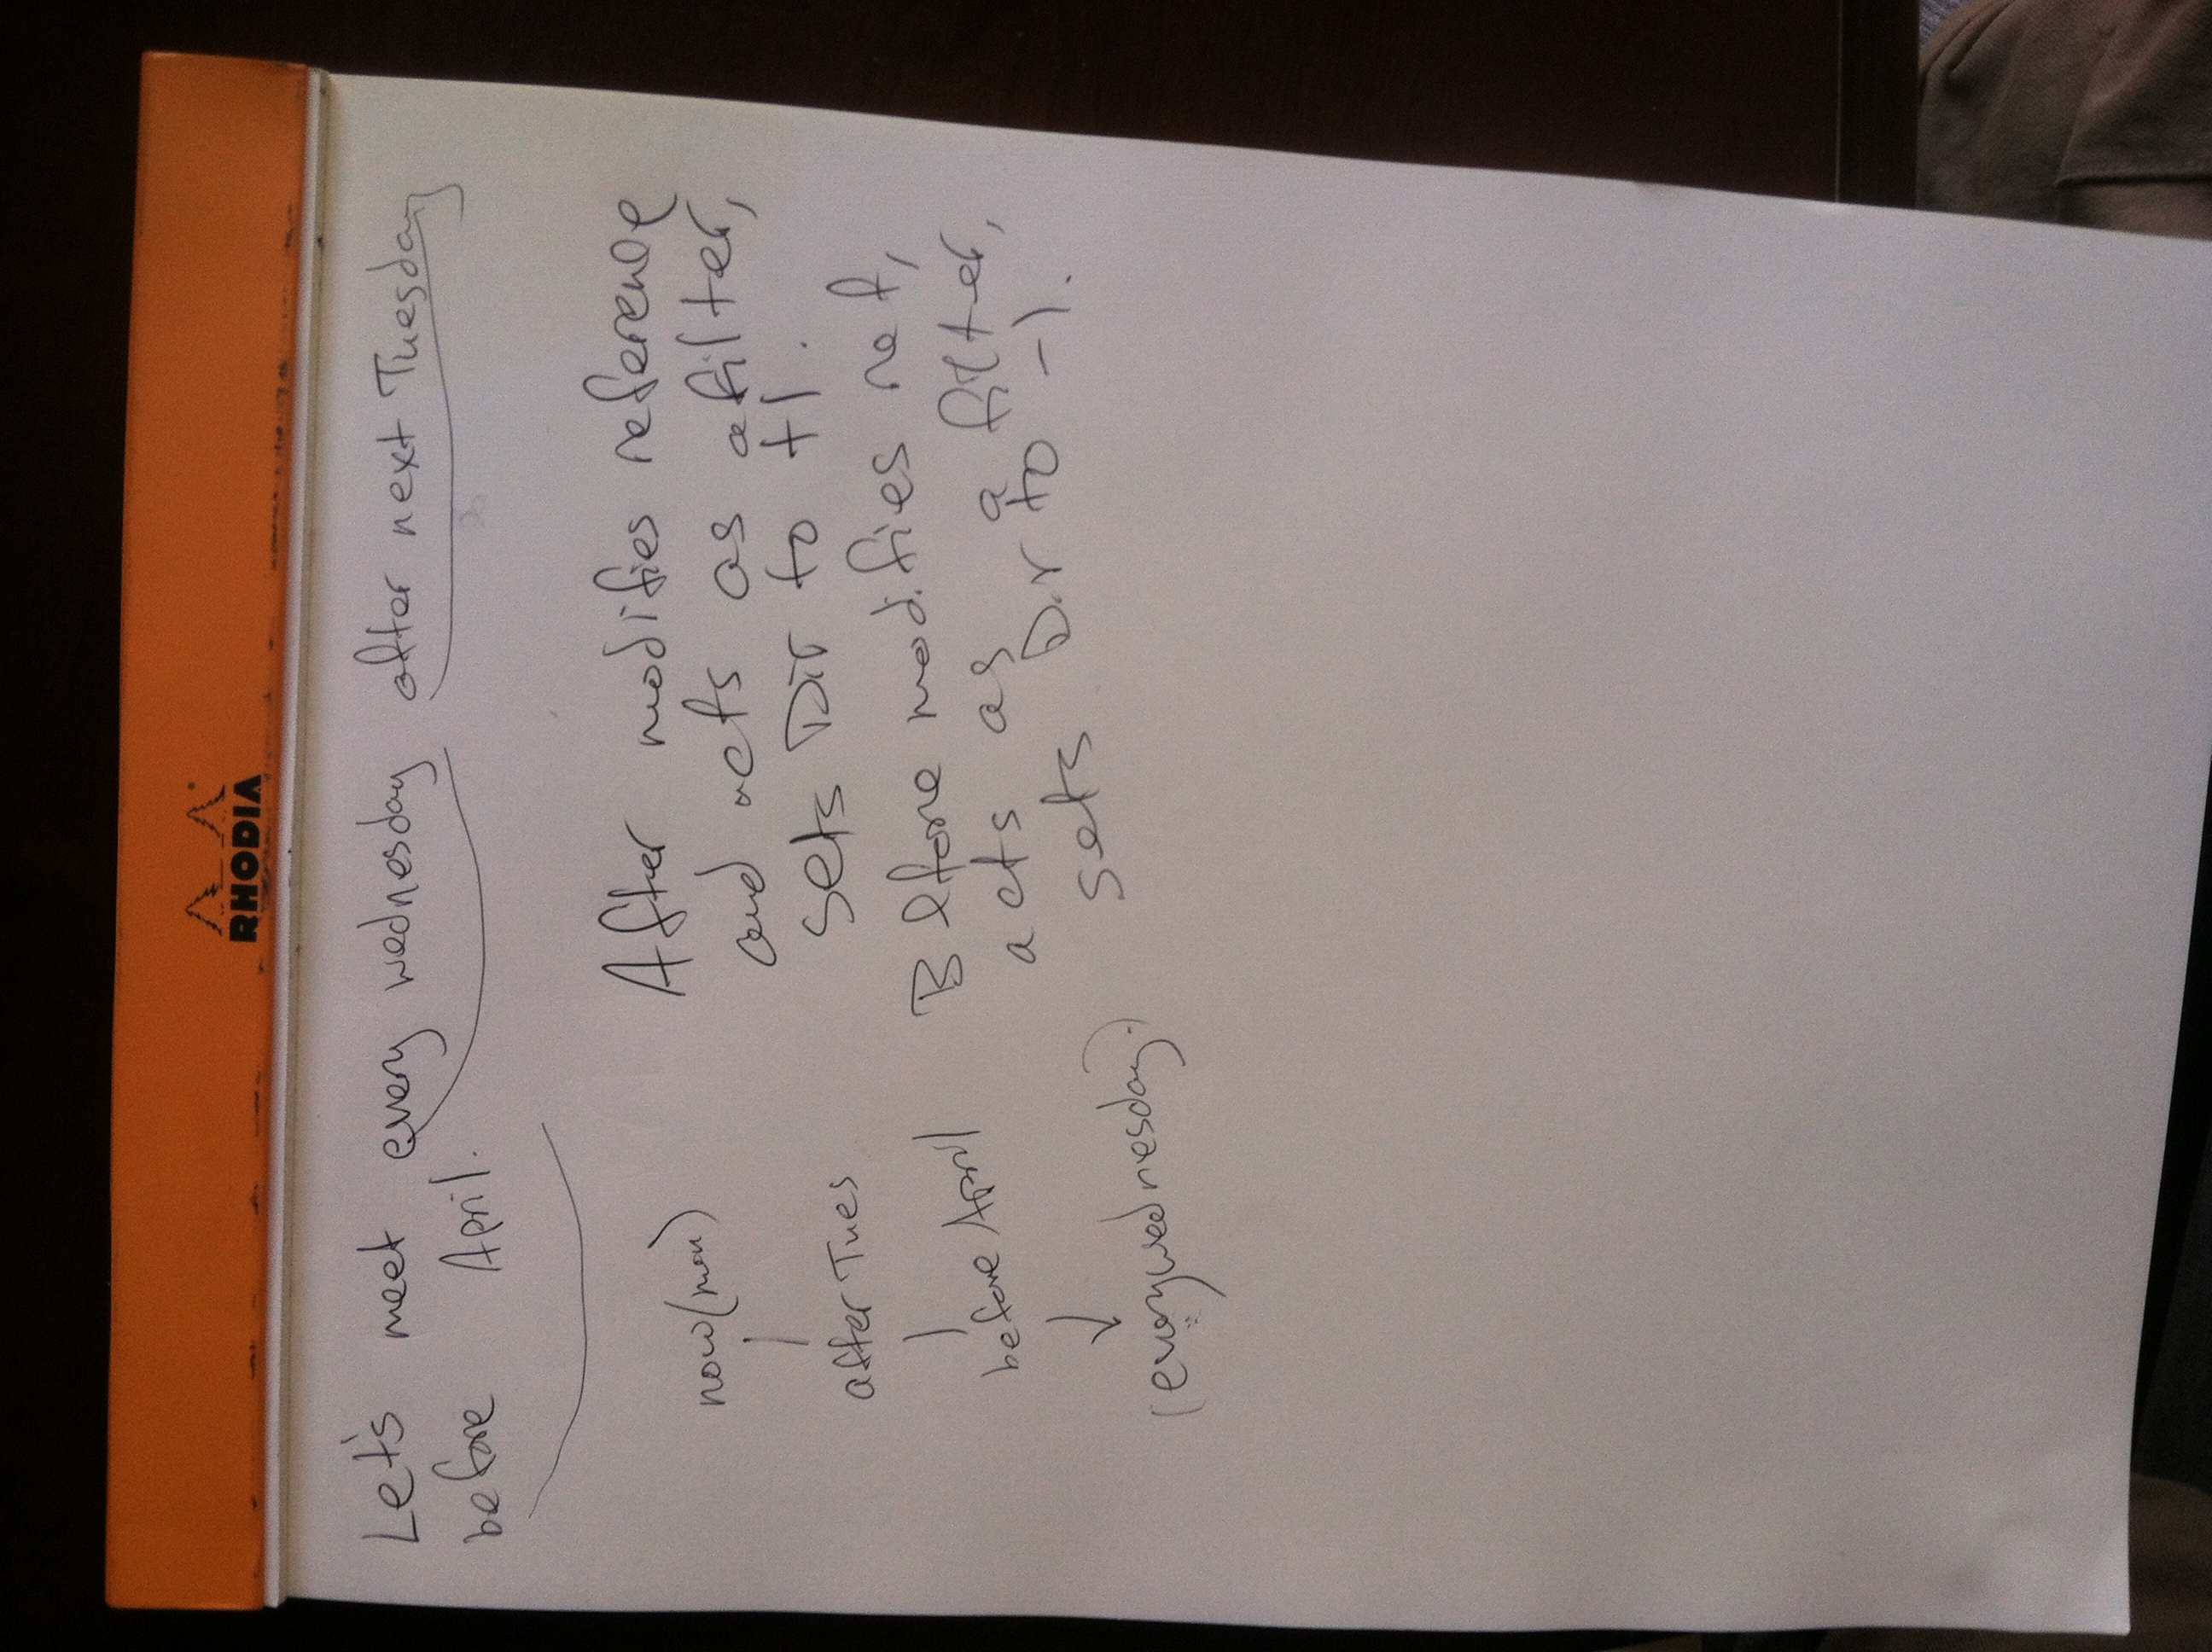 RHODIA
Let's meet every wednesday after next Tuesday
before April.
now (mon)
after Tues
before April
(every wednesday.)
After modifies reference
and acts as a filter,
sets Dir to +1.
Before modifies ref,
acts as a filter,
sets Dir to -1.